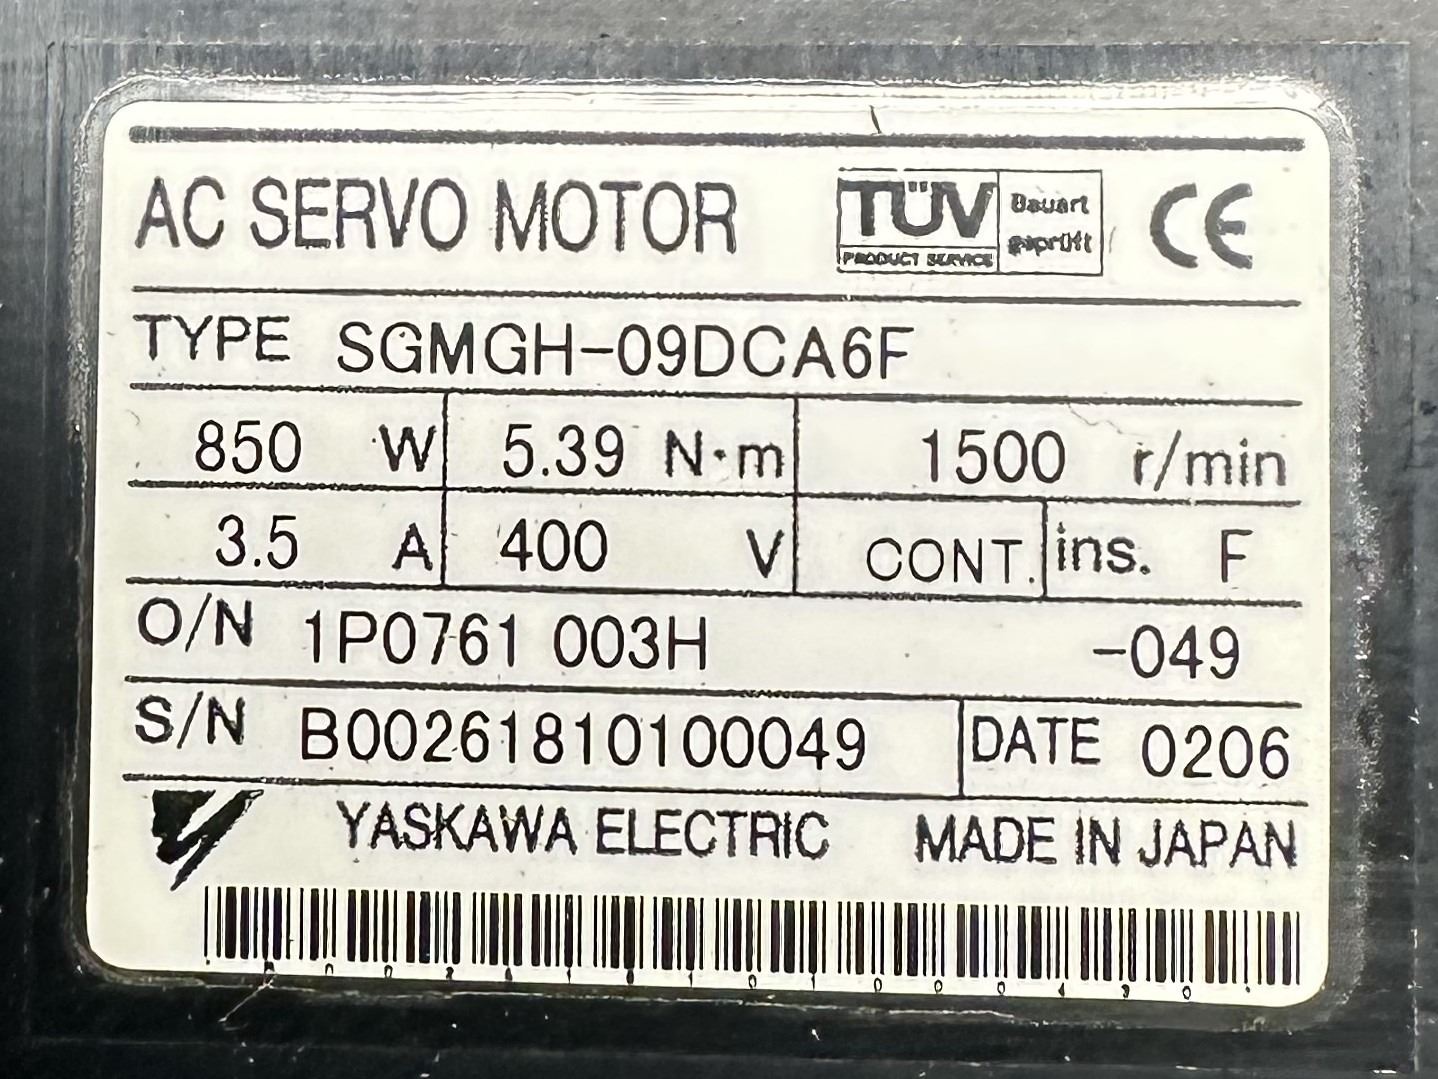 AC SERVO MOTOR
TÜV
PRODUCT SERVICE
Bauart
geprüft
CE
TYPE SGMGH-09DCA6F
850 W 5.39 N·m 1500 r/min
3.5 A 400 V CONT. ins. F
O/N 1P0761 003H -049
S/N B00261810100049 DATE 0206
YASKAWA ELECTRIC MADE IN JAPAN